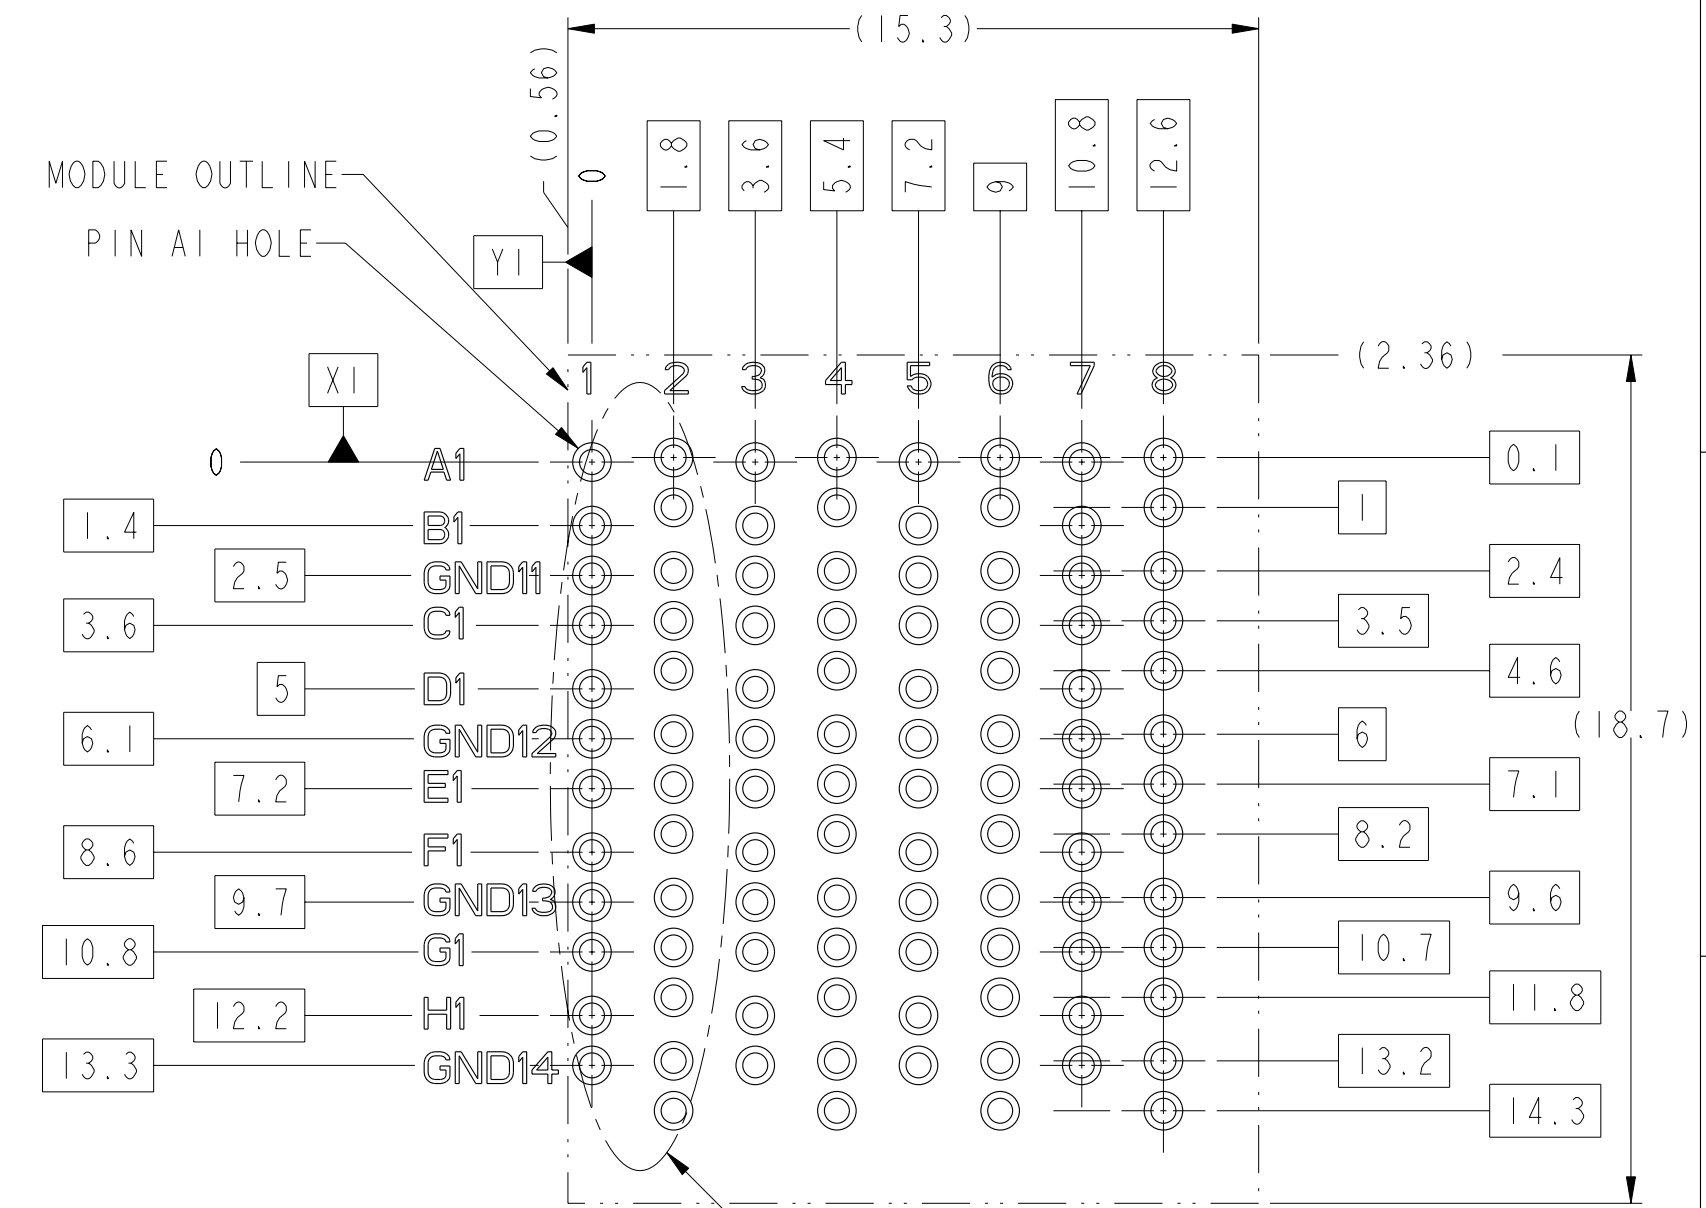 (15.3)
(0.56)
0
1.8
3.6
5.4
7.2
9
10.8
12.6
MODULE OUTLINE
PIN A1 HOLE
Y1
X1
(2.36)
1 2 3 4 5 6 7 8
0 A1 0.1
1
1.4 B1
2.5 GND11 2.4
3.6 C1 3.5
4.6
5 D1
6.1 GND12 6
(18.7)
7.2 E1 7.1
8.2
8.6 F1
9.7 GND13 9.6
10.8 G1 10.7
11.8
12.2 H1
13.3 GND14 13.2
14.3